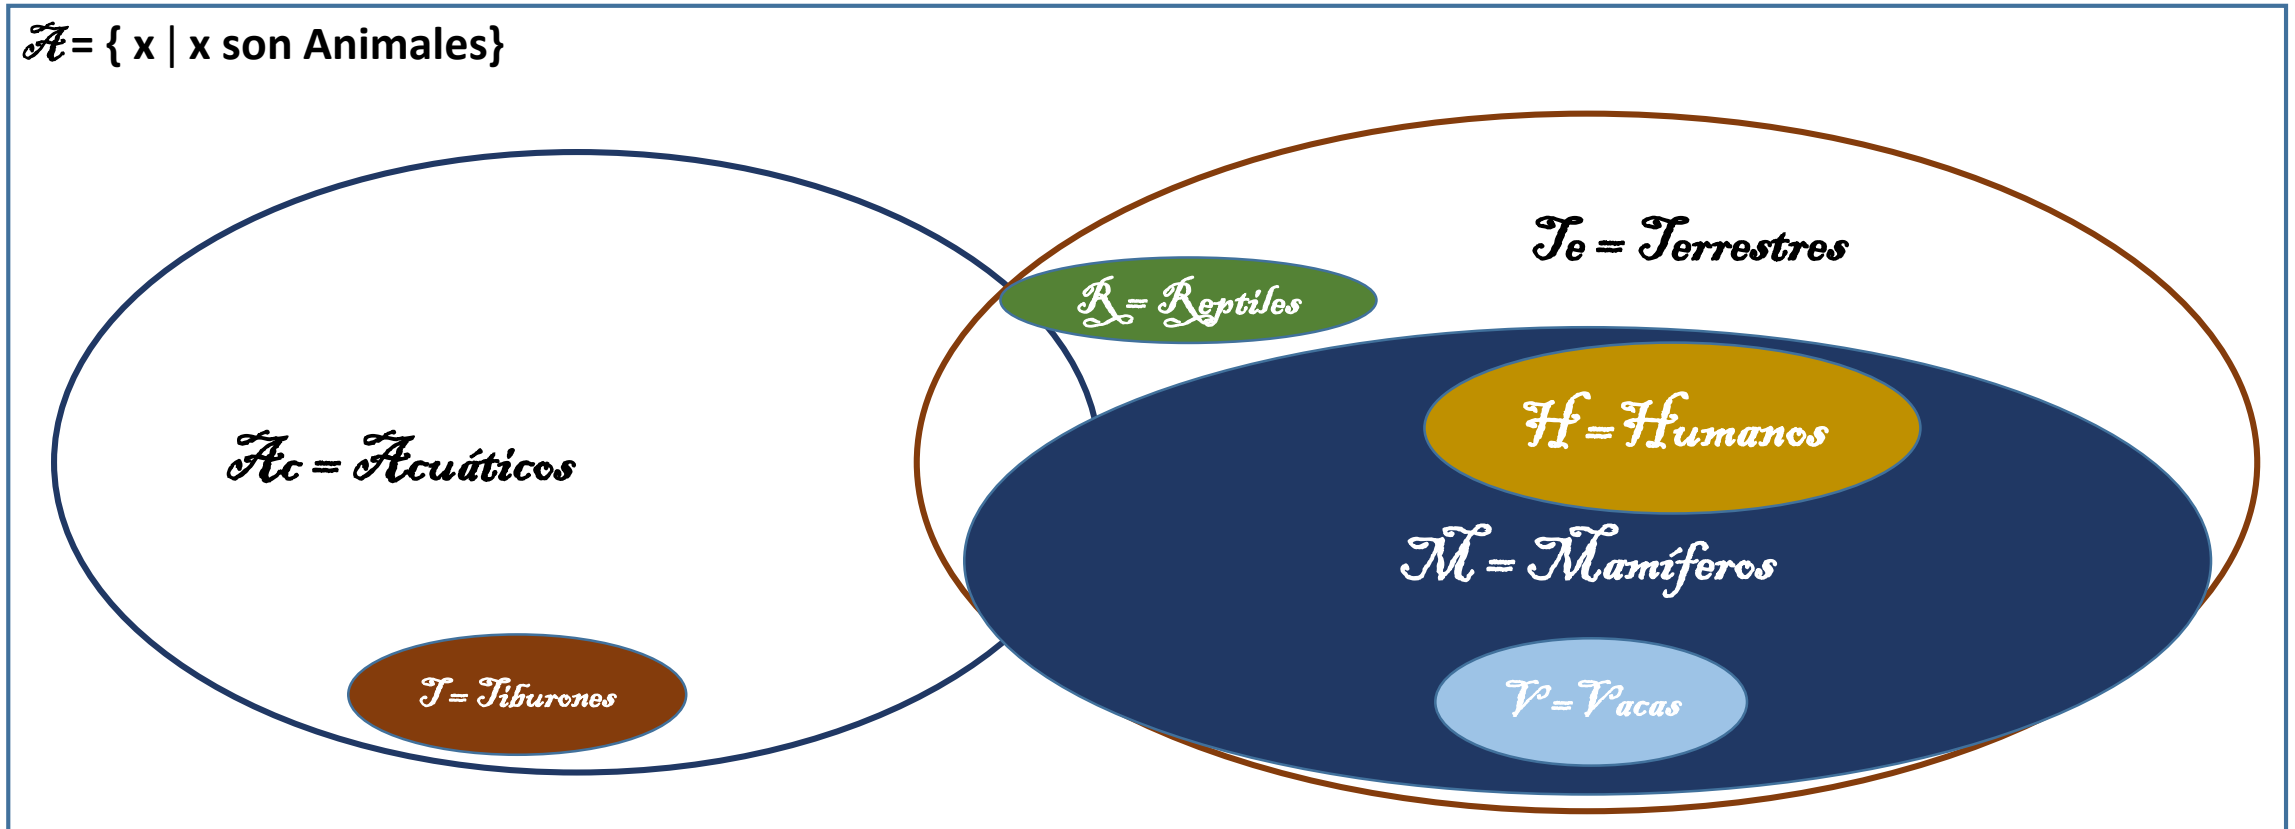 A = { x | x son Animales}
Te = Terrestres
R = Reptiles
H = Humanos
Ac = Acuáticos
M = Mamíferos
T = Tiburones
V = Vacas